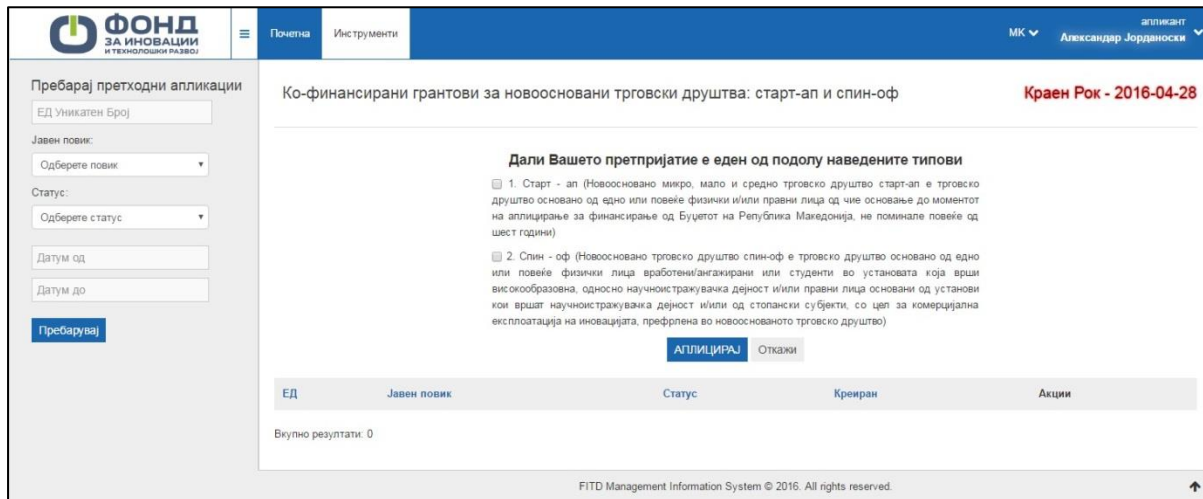 ФОНД
ЗА ИНОВАЦИИ
И ТЕХНОЛОШКИ РАЗВОЈ
Почетна
Инструменти
МК
апликант
Александар Јорданоски
Пребарај претходни апликации
ЕД Уникатен Број
Јавен повик:
Одберете повик
Статус:
Одберете статус
Датум од
Датум до
Пребарувај
Ко-финансирани грантови за новоосновани трговски друштва: старт-ап и спин-оф
Краен Рок - 2016-04-28
Дали Вашето претпријатие е еден од подолу наведените типови
1. Старт - ап (Новоосновано микро, мало и средно трговско друштво старт-ап е трговско
друштво основано од едно или повеќе физички и/или правни лица од чие основање до моментот
на аплицирање за финансирање од Буџетот на Република Македонија, не поминале повеќе од
шест години)
2. Спин - оф (Новоосновано трговско друштво спин-оф е трговско друштво основано од едно
или повеќе физички лица вработени/ангажирани или студенти во установата која врши
високообразовна, односно научноистражувачка дејност и/или правни лица основани од установи
кои вршат научноистражувачка дејност и/или од стопански субјекти, со цел за комерцијална
експлоатација на иновацијата, префрлена во новооснованото трговско друштво)
АПЛИЦИРАЈ
Откажи
ЕД Јавен повик Статус Креиран Акции
Вкупно резултати: 0
FITD Management Information System © 2016. All rights reserved.